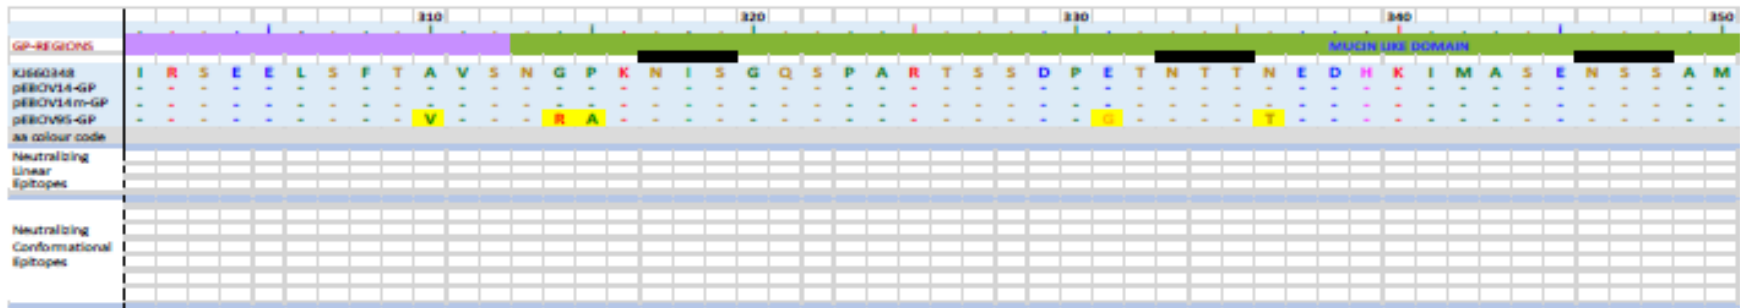 310 320 330 340 350
GP-REGIONS MUCIN LIKE DOMAIN
KJ660348 I R S E E L S F T A V S N G P K N I S G Q S P A R T S S D P E T N T T N E D H K I M A S E N S S A M
pEBOV14-GP - - - - - - - - - - - - - - - - - - - - - - - - - - - - - - - - - - - - - - - - - - - - - - - - - -
pEBOV14m-GP - - - - - - - - - - - - - - - - - - - - - - - - - - - - - - - - - - - - - - - - - - - - - - - - - -
pEBOV95-GP - - - - - - - - - V - - - R A - - - - - - - - - - - - - - - G - - - - T - - - - - - - - - - - - - -
aa colour code
Neutralizing
Linear
Epitopes
Neutralizing
Conformational
Epitopes